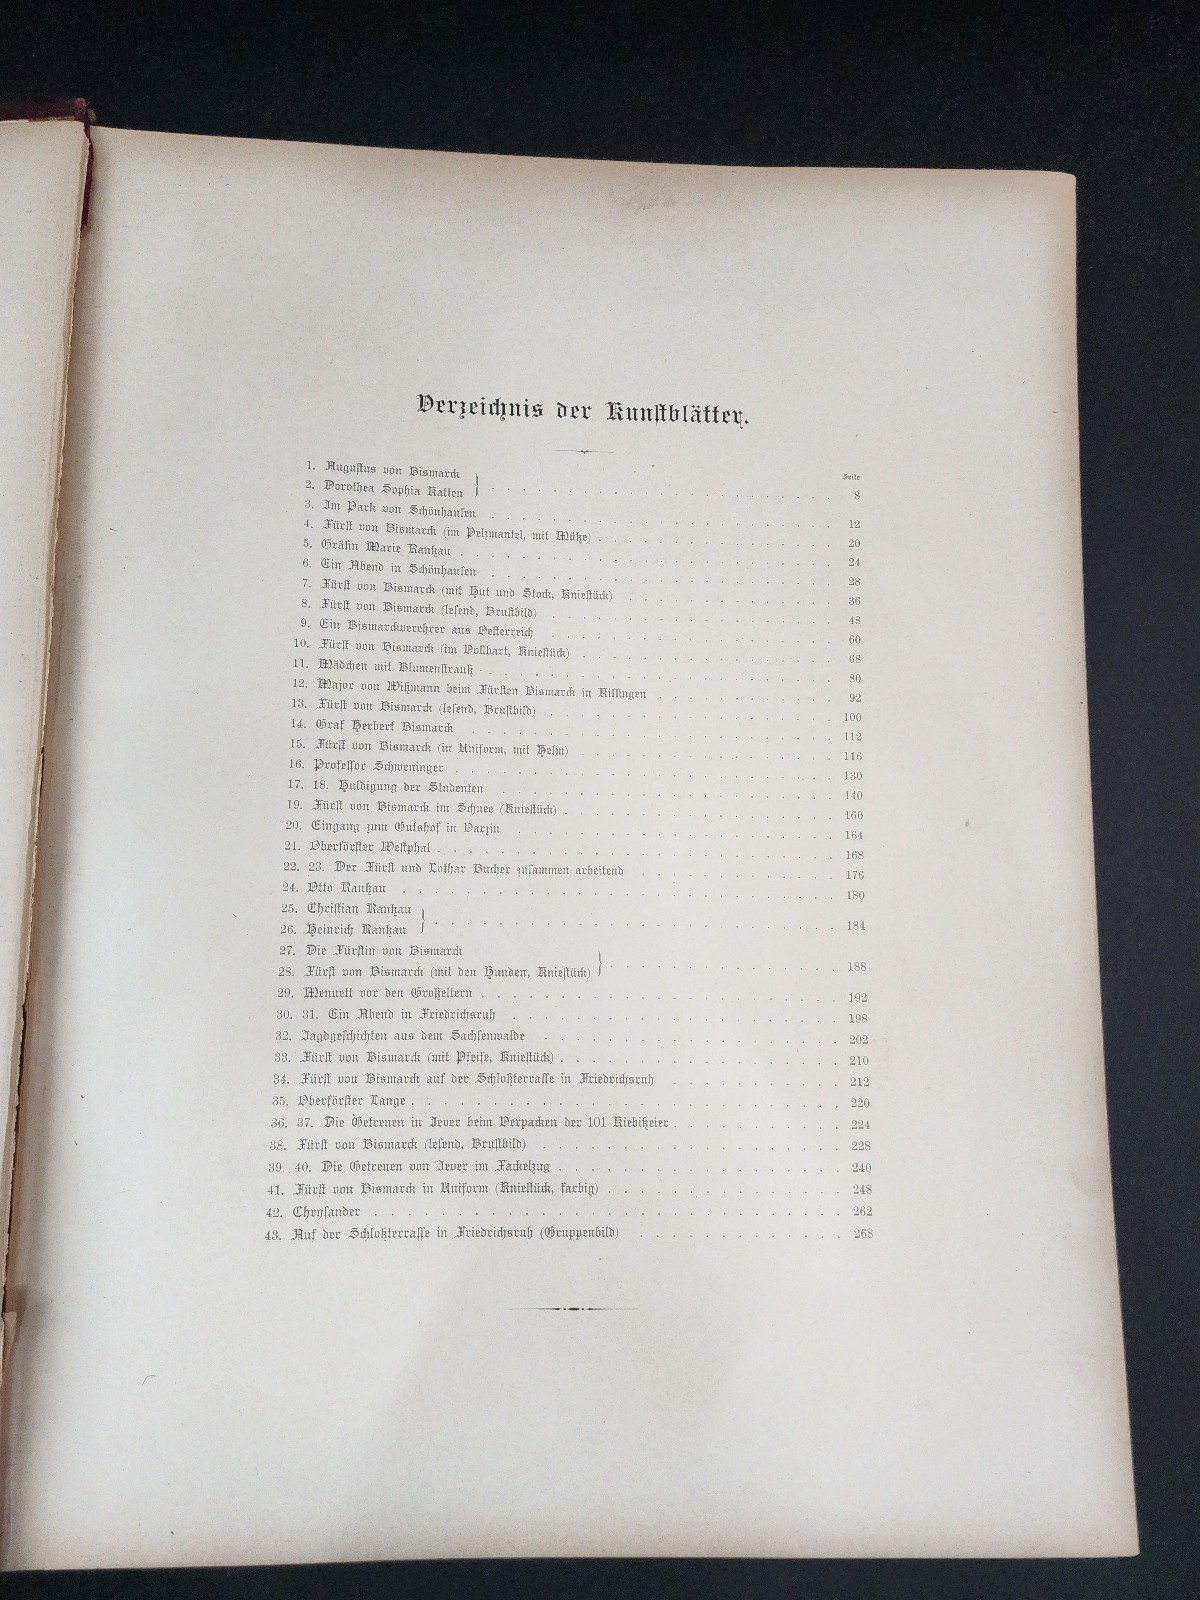 Verzeichnis der Kunstblätter.
Seite
1. Augustus von Bismarck
2. Dorothea Sophia Katten . . . 8
3. Im Park von Schönhausen . . . 12
4. Fürst von Bismarck (im Pelzmantel, mit Mütze) . . . 20
5. Gräfin Marie Rantzau . . . 24
6. Ein Abend in Schönhausen . . . 28
7. Fürst von Bismarck (mit Hut und Stock, Kniestück) . . . 36
8. Fürst von Bismarck (lesend, Brustbild) . . . 48
9. Ein Bismarckverehrer aus Oesterreich . . . 60
10. Fürst von Bismarck (im Vollbart, Kniestück) . . . 68
11. Mädchen mit Blumenstrauß . . . 80
12. Major von Wißmann beim Fürsten Bismarck in Kissingen . . . 92
13. Fürst von Bismarck (lesend, Brustbild) . . . 100
14. Graf Herbert Bismarck . . . 112
15. Fürst von Bismarck (in Uniform, mit Helm) . . . 116
16. Professor Schweninger . . . 130
17. 18. Huldigung der Studenten . . . 140
19. Fürst von Bismarck im Schnee (Kniestück) . . . 160
20. Eingang zum Gutshof in Varzin . . . 164
21. Oberförster Westphal . . . 168
22. 23. Der Fürst und Lothar Bucher zusammen arbeitend . . . 176
24. Otto Rantzau . . . 180
25. Christian Rantzau
26. Heinrich Rantzau . . . 184
27. Die Fürstin von Bismarck
28. Fürst von Bismarck (mit den Hunden, Kniestück) . . . 188
29. Menuett vor den Großeltern . . . 192
30. 31. Ein Abend in Friedrichsruh . . . 198
32. Jagdgeschichten aus dem Sachsenwalde . . . 202
33. Fürst von Bismarck (mit Pfeife, Kniestück) . . . 210
34. Fürst von Bismarck auf der Schloßterrasse in Friedrichsruh . . . 212
35. Oberförster Lange . . . 220
36. 37. Die Getreuen in Jever beim Verpacken der 101 Kiebitzeier . . . 224
38. Fürst von Bismarck (lesend, Brustbild) . . . 228
39. 40. Die Getreuen von Jever im Fackelzug . . . 240
41. Fürst von Bismarck in Uniform (Kniestück, farbig) . . . 248
42. Chrysander . . . 262
43. Auf der Schloßterrasse in Friedrichsruh (Gruppenbild) . . . 268